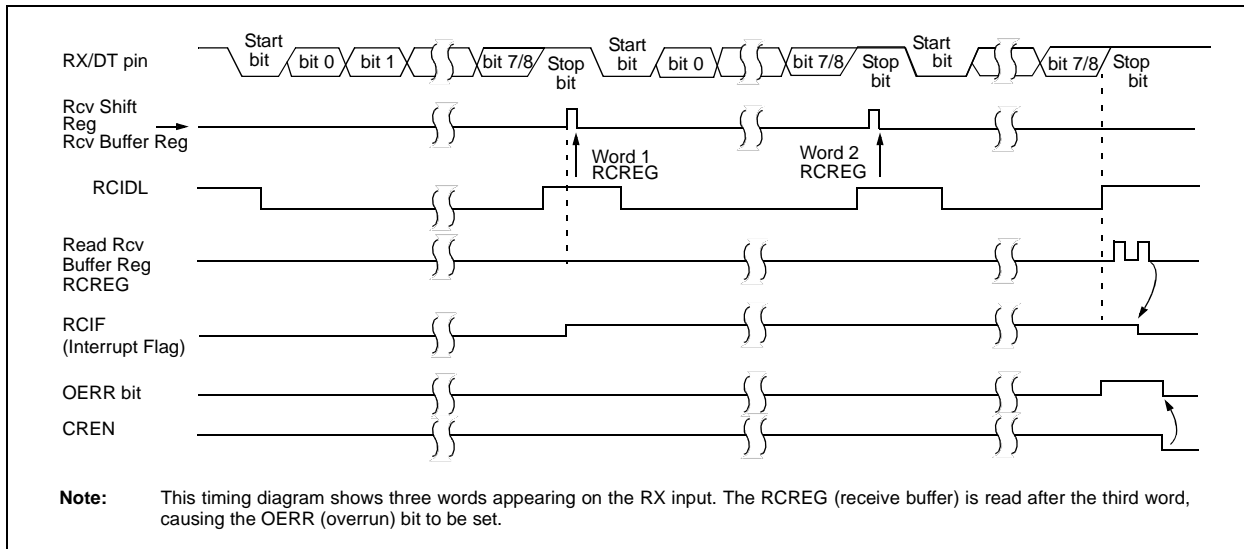 RX/DT pin
Start bit
bit 0
bit 1
bit 7/8
Stop bit
Start bit
bit 0
bit 7/8
Stop bit
Start bit
bit 7/8
Stop bit
Rcv Shift
Reg
Rcv Buffer Reg
Word 1
RCREG
Word 2
RCREG
RCIDL
Read Rcv
Buffer Reg
RCREG
RCIF
(Interrupt Flag)
OERR bit
CREN
Note: This timing diagram shows three words appearing on the RX input. The RCREG (receive buffer) is read after the third word,
causing the OERR (overrun) bit to be set.